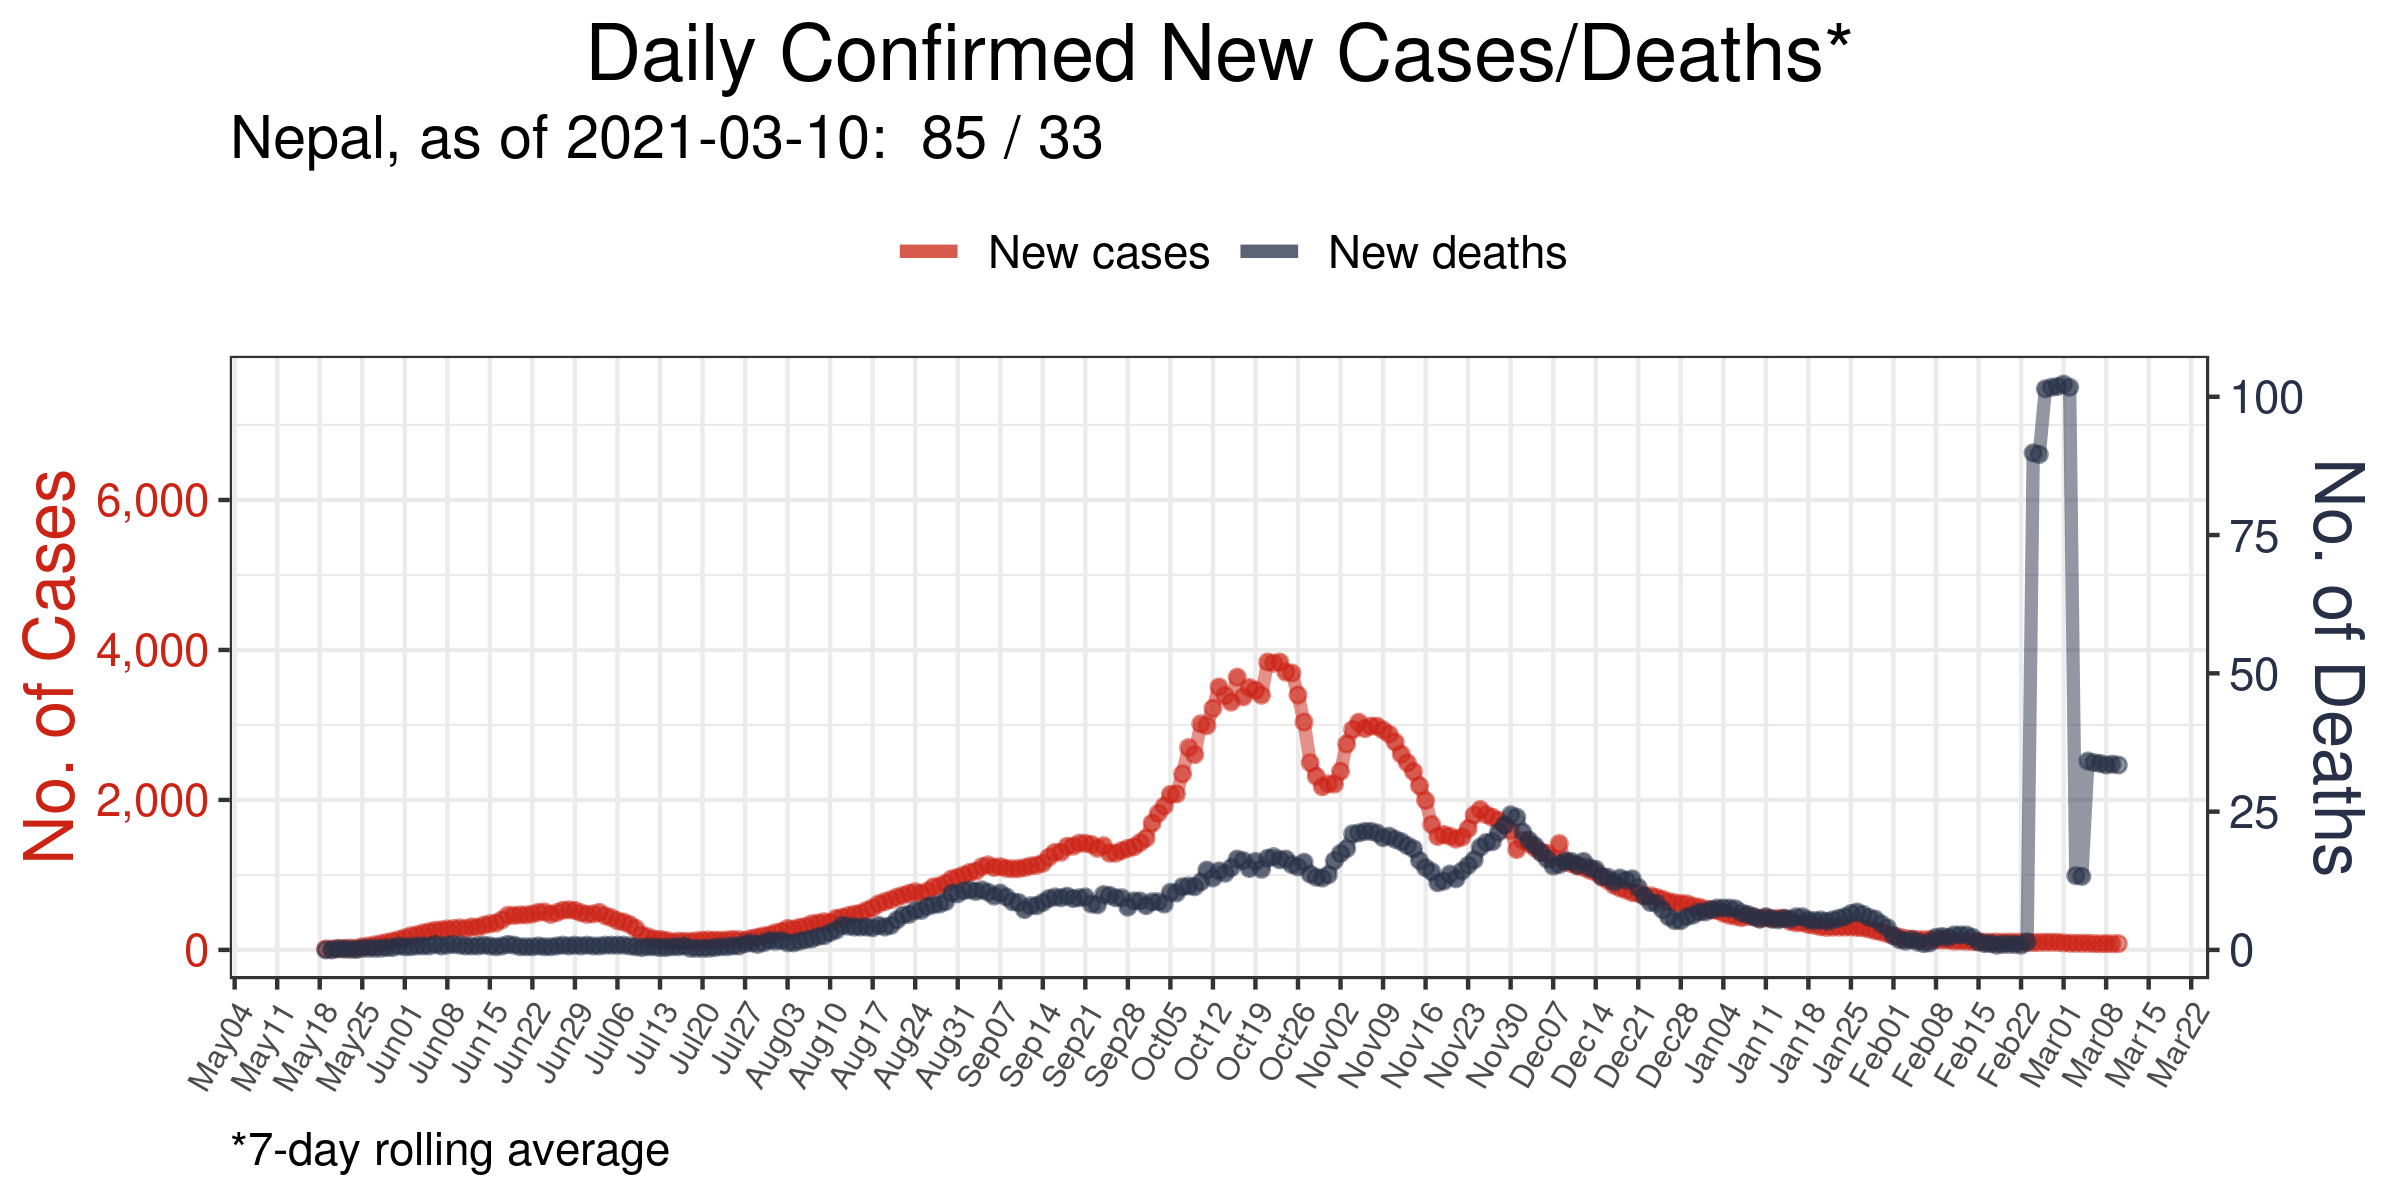 Daily Confirmed New Cases/Deaths*
Nepal, as of 2021-03-10:  85 / 33
New cases
New deaths
No. of Cases
6,000
4,000
2,000
0
100
75
50
25
0
No. of Deaths
May04
May11
May18
May25
Jun01
Jun08
Jun15
Jun22
Jun29
Jul06
Jul13
Jul20
Jul27
Aug03
Aug10
Aug17
Aug24
Aug31
Sep07
Sep14
Sep21
Sep28
Oct05
Oct12
Oct19
Oct26
Nov02
Nov09
Nov16
Nov23
Nov30
Dec07
Dec14
Dec21
Dec28
Jan04
Jan11
Jan18
Jan25
Feb01
Feb08
Feb15
Feb22
Mar01
Mar08
Mar15
Mar22
*7-day rolling average